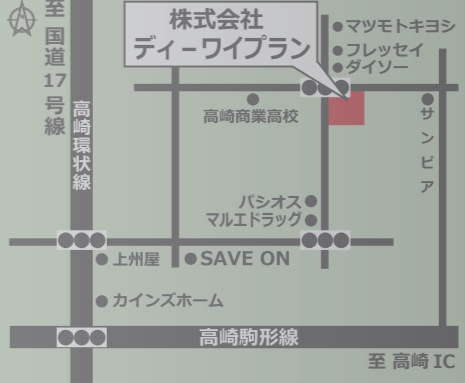 至国道17号線
株式会社
ディーワイプラン
マツモトキヨシ
フレッセイ
ダイソー
高崎商業高校
サンピア
高崎環状線
パシオス
マルエドラッグ
上州屋
SAVE ON
カインズホーム
高崎駒形線
至 高崎 IC